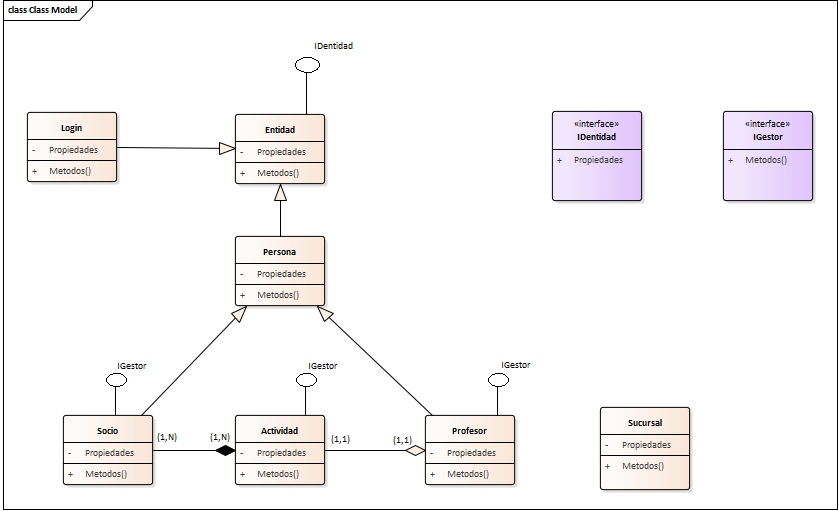 class Class Model
IDentidad
Login
- Propiedades
+ Metodos()
Entidad
- Propiedades
+ Metodos()
«interface»
IDentidad
+ Propiedades
«interface»
IGestor
+ Metodos()
Persona
- Propiedades
+ Metodos()
IGestor
IGestor
IGestor
Socio
- Propiedades
+ Metodos()
(1,N)
(1,N)
Actividad
- Propiedades
+ Metodos()
(1,1)
(1,1)
Profesor
- Propiedades
+ Metodos()
Sucursal
- Propiedades
+ Metodos()